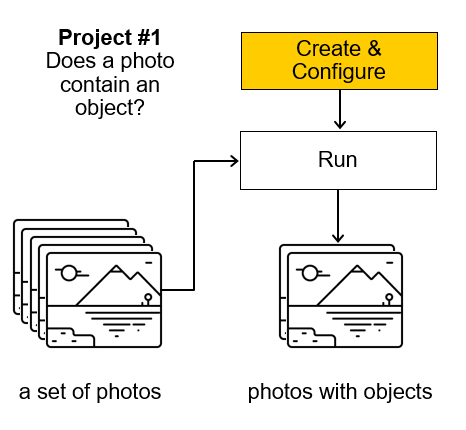 Project #1
Does a photo
contain an
object?
Create &
Configure
Run
a set of photos
photos with objects